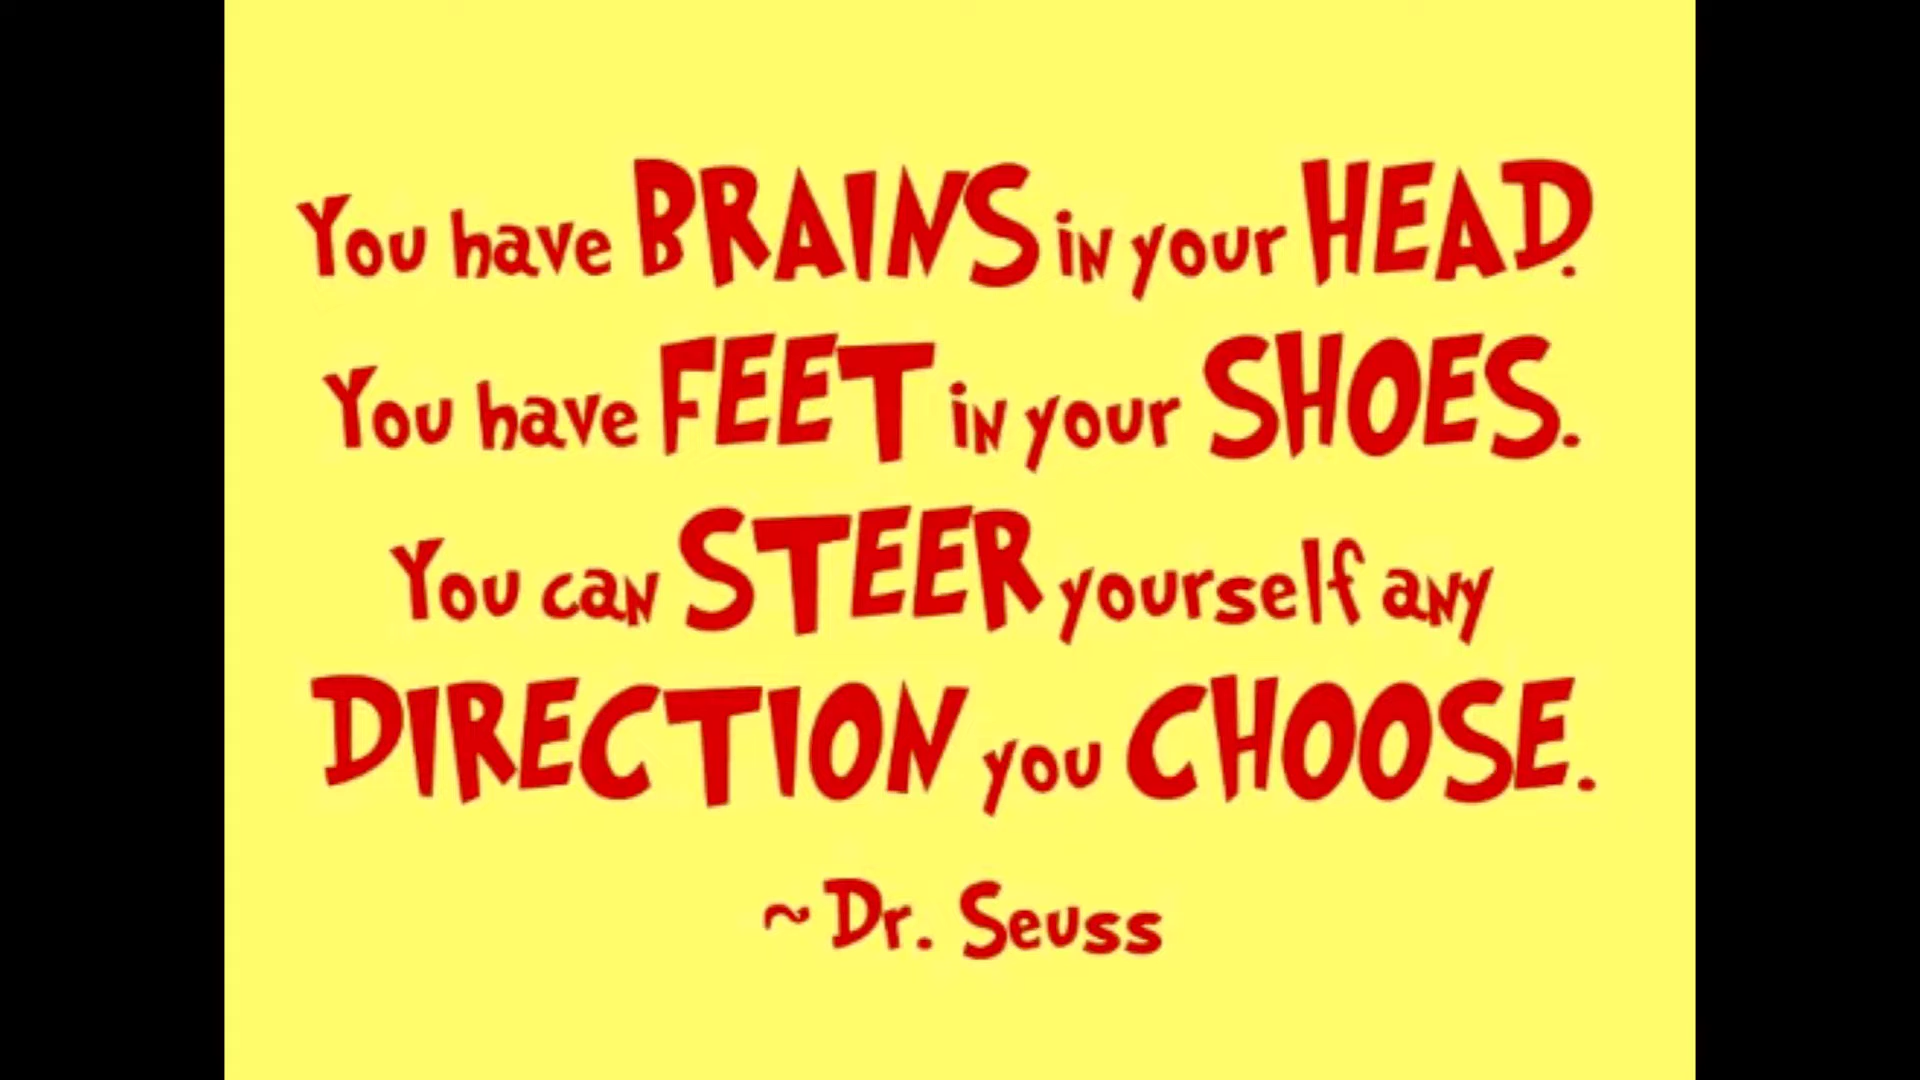 You have BRAINS in your HEAD.
You have FEET in your SHOES.
You can STEER yourself any
DIRECTION you CHOOSE.
~ Dr. Seuss